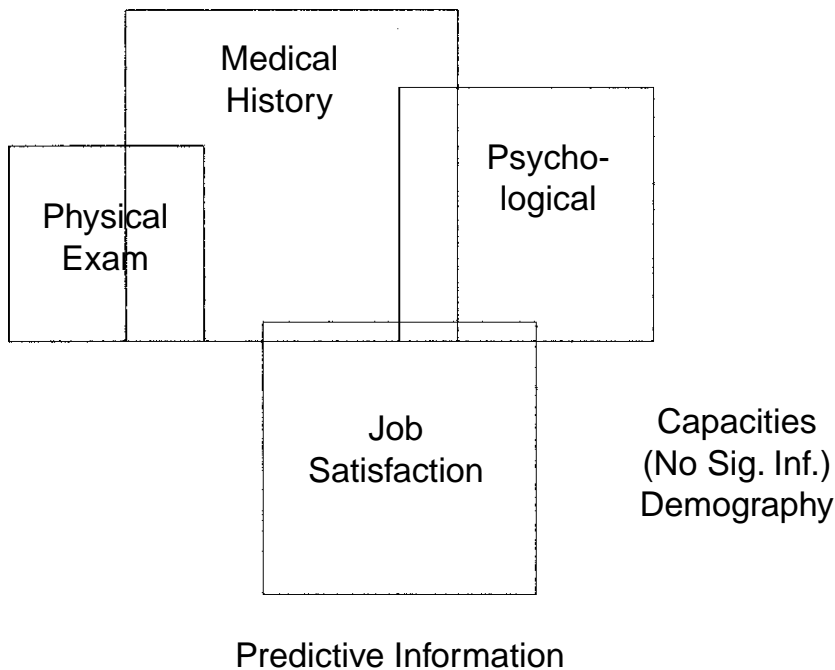 Medical
History
Psycho-
logical
Physical
Exam
Job
Satisfaction
Capacities
(No Sig. Inf.)
Demography
Predictive Information